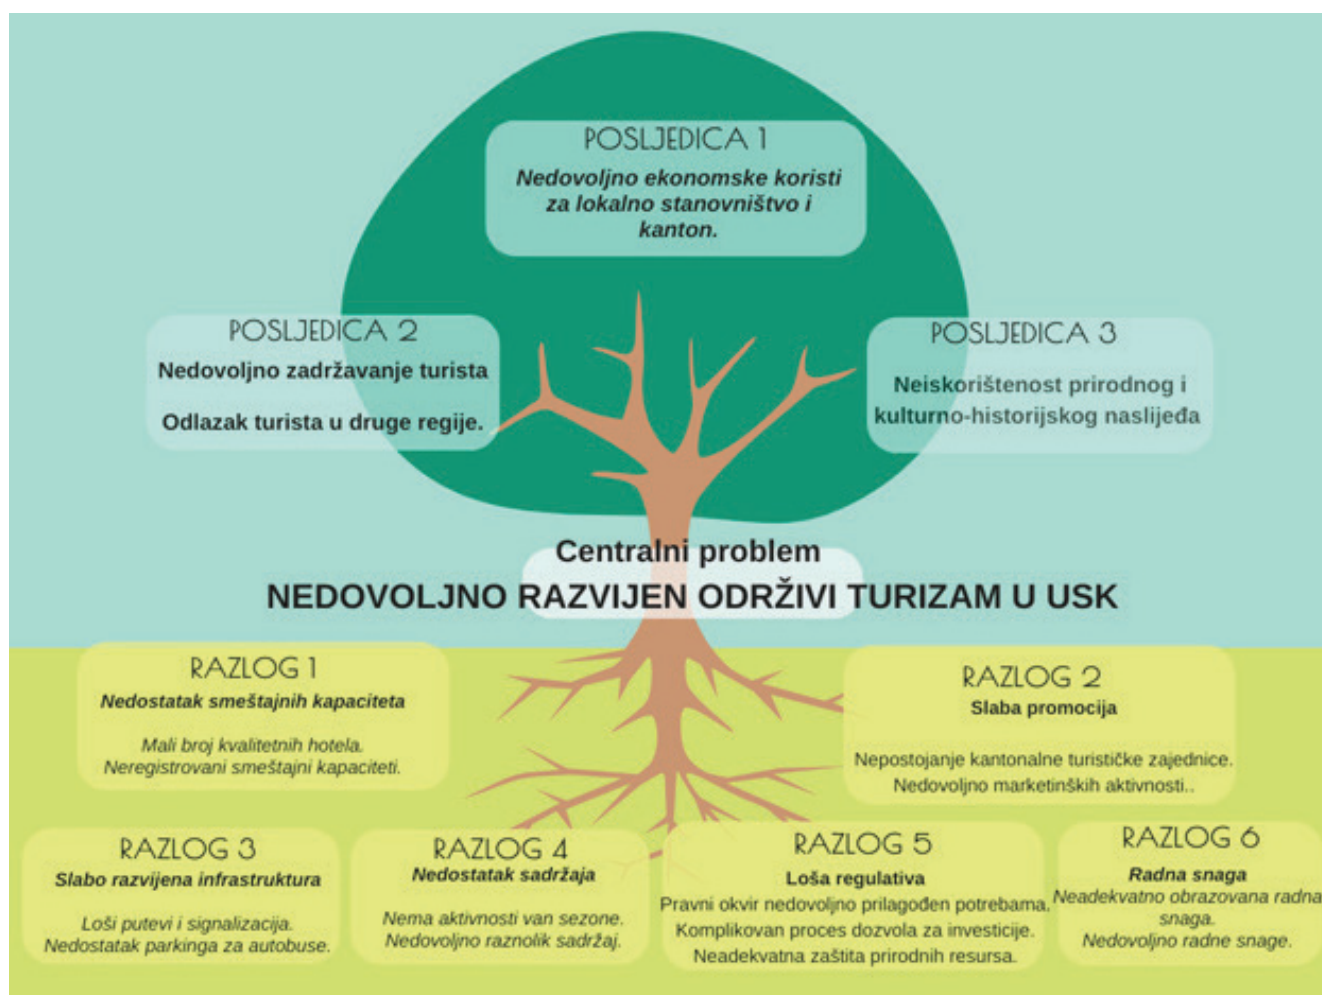 POSLJEDICA 1
Nedovoljno ekonomske koristi
za lokalno stanovništvo i
kanton.
POSLJEDICA 2
Nedovoljno zadržavanje turista
Odlazak turista u druge regije.
POSLJEDICA 3
Neiskorištenost prirodnog i
kulturno-historijskog naslijeđa
Centralni problem
NEDOVOLJNO RAZVIJEN ODRŽIVI TURIZAM U USK
RAZLOG 1
Nedostatak smeštajnih kapaciteta
Mali broj kvalitetnih hotela.
Neregistrovani smeštajni kapaciteti.
RAZLOG 2
Slaba promocija
Nepostojanje kantonalne turističke zajednice.
Nedovoljno marketinških aktivnosti..
RAZLOG 3
Slabo razvijena infrastruktura
Loši putevi i signalizacija.
Nedostatak parkinga za autobuse.
RAZLOG 4
Nedostatak sadržaja
Nema aktivnosti van sezone.
Nedovoljno raznolik sadržaj.
RAZLOG 5
Loša regulativa
Pravni okvir nedovoljno prilagođen potrebama.
Komplikovan proces dozvola za investicije.
Neadekvatna zaštita prirodnih resursa.
RAZLOG 6
Radna snaga
Neadekvatno obrazovana radna
snaga.
Nedovoljno radne snage.